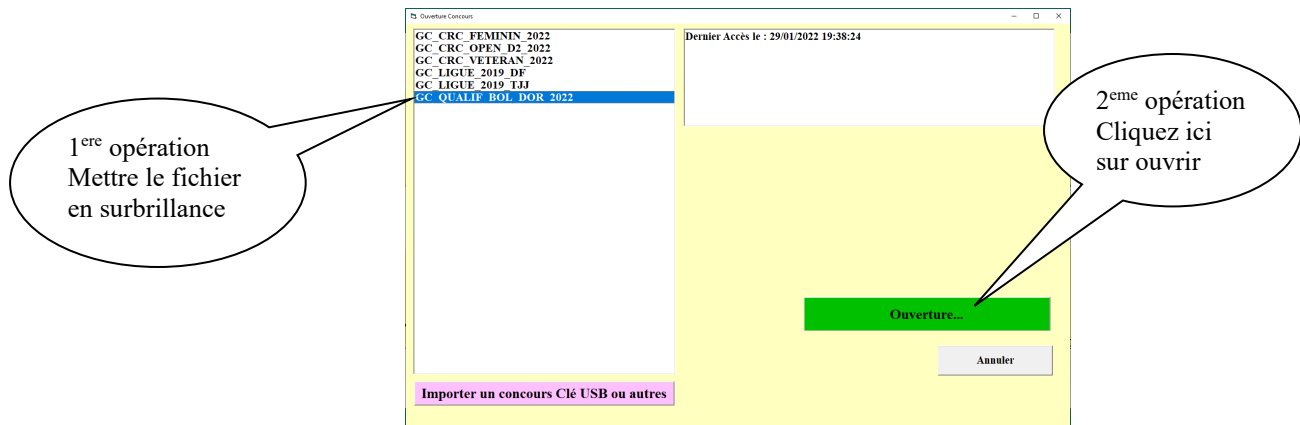 Ouverture Concours
GC_CRC_FEMININ_2022
GC_CRC_OPEN_D2_2022
GC_CRC_VETERAN_2022
GC_LIGUE_2019_DF
GC_LIGUE_2019_TJJ
GC_QUALIF_BOL_DOR_2022
Dernier Accès le : 29/01/2022 19:38:24
1ere opération
Mettre le fichier
en surbrillance
2eme opération
Cliquez ici
sur ouvrir
Ouverture...
Annuler
Importer un concours Clé USB ou autres